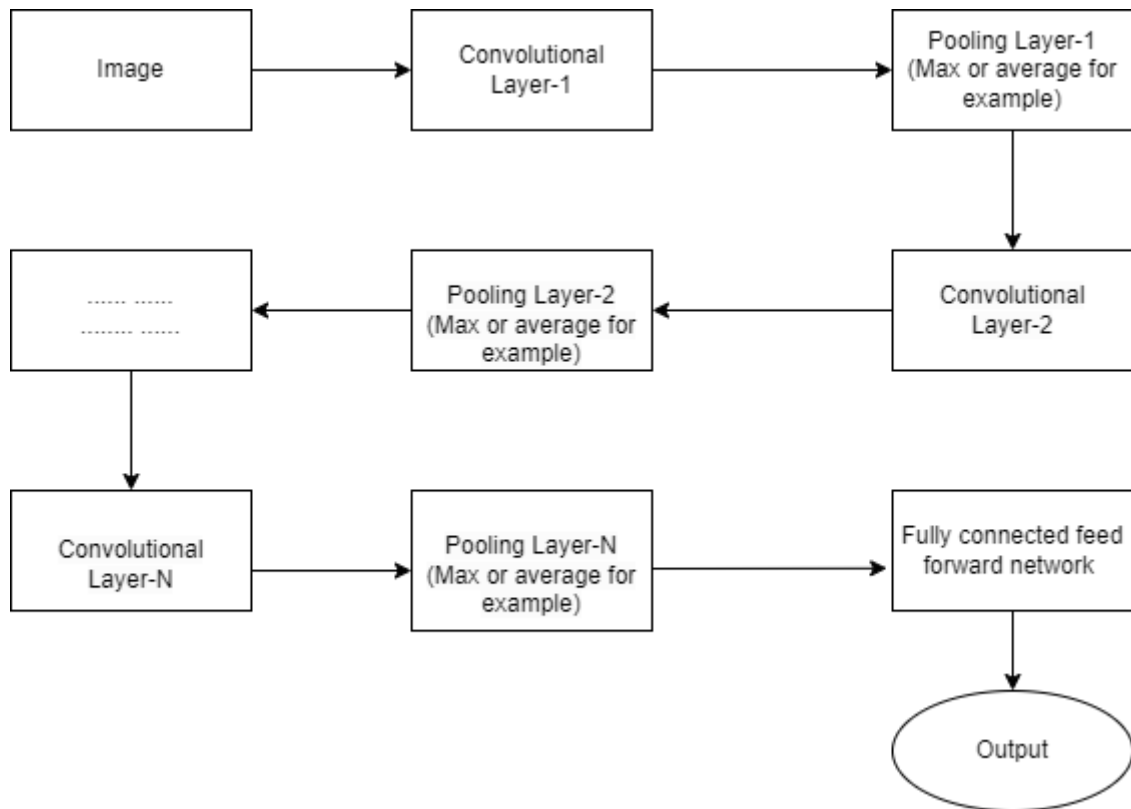 Image
Convolutional
Layer-1
Pooling Layer-1
(Max or average for
example)
...... ......
........ ......
Pooling Layer-2
(Max or average for
example)
Convolutional
Layer-2
Convolutional
Layer-N
Pooling Layer-N
(Max or average for
example)
Fully connected feed
forward network
Output